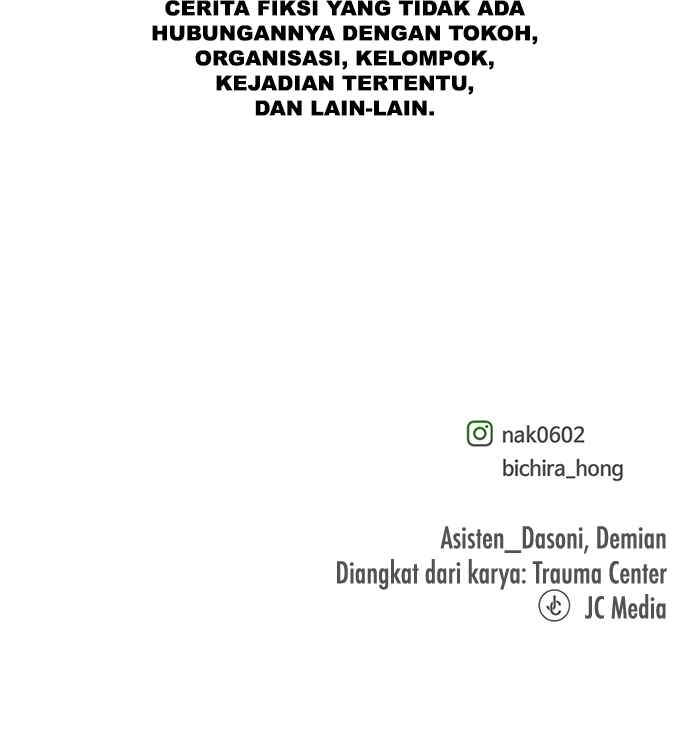 CERITA FIKSI YANG TIDAK ADA
HUBUNGANNYA DENGAN TOKOH,
ORGANISASI, KELOMPOK,
KEJADIAN TERTENTU,
DAN LAIN-LAIN.
nak0602
bichira_hong
Asisten_Dasoni, Demian
Diangkat dari karya: Trauma Center
JC JC Media